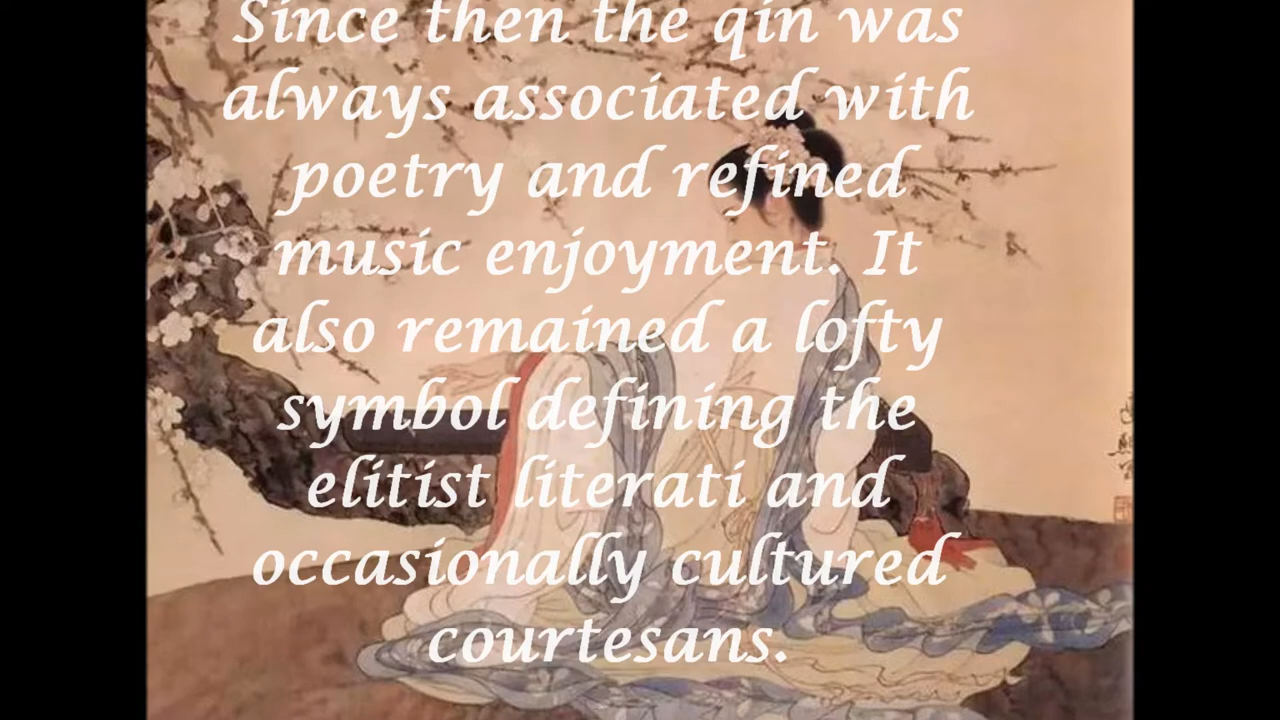 Since then the qin was
always associated with
poetry and refined
music enjoyment. It
also remained a lofty
symbol defining the
elitist literati and
occasionally cultured
courtesans.